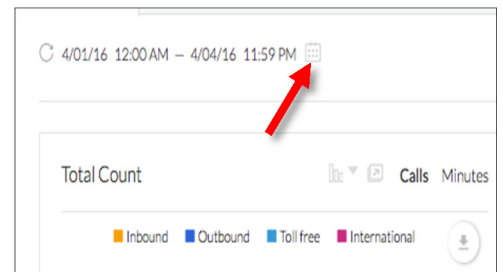 4/01/16 12:00 AM – 4/04/16 11:59 PM
Total Count Calls Minutes
Inbound Outbound Toll free International